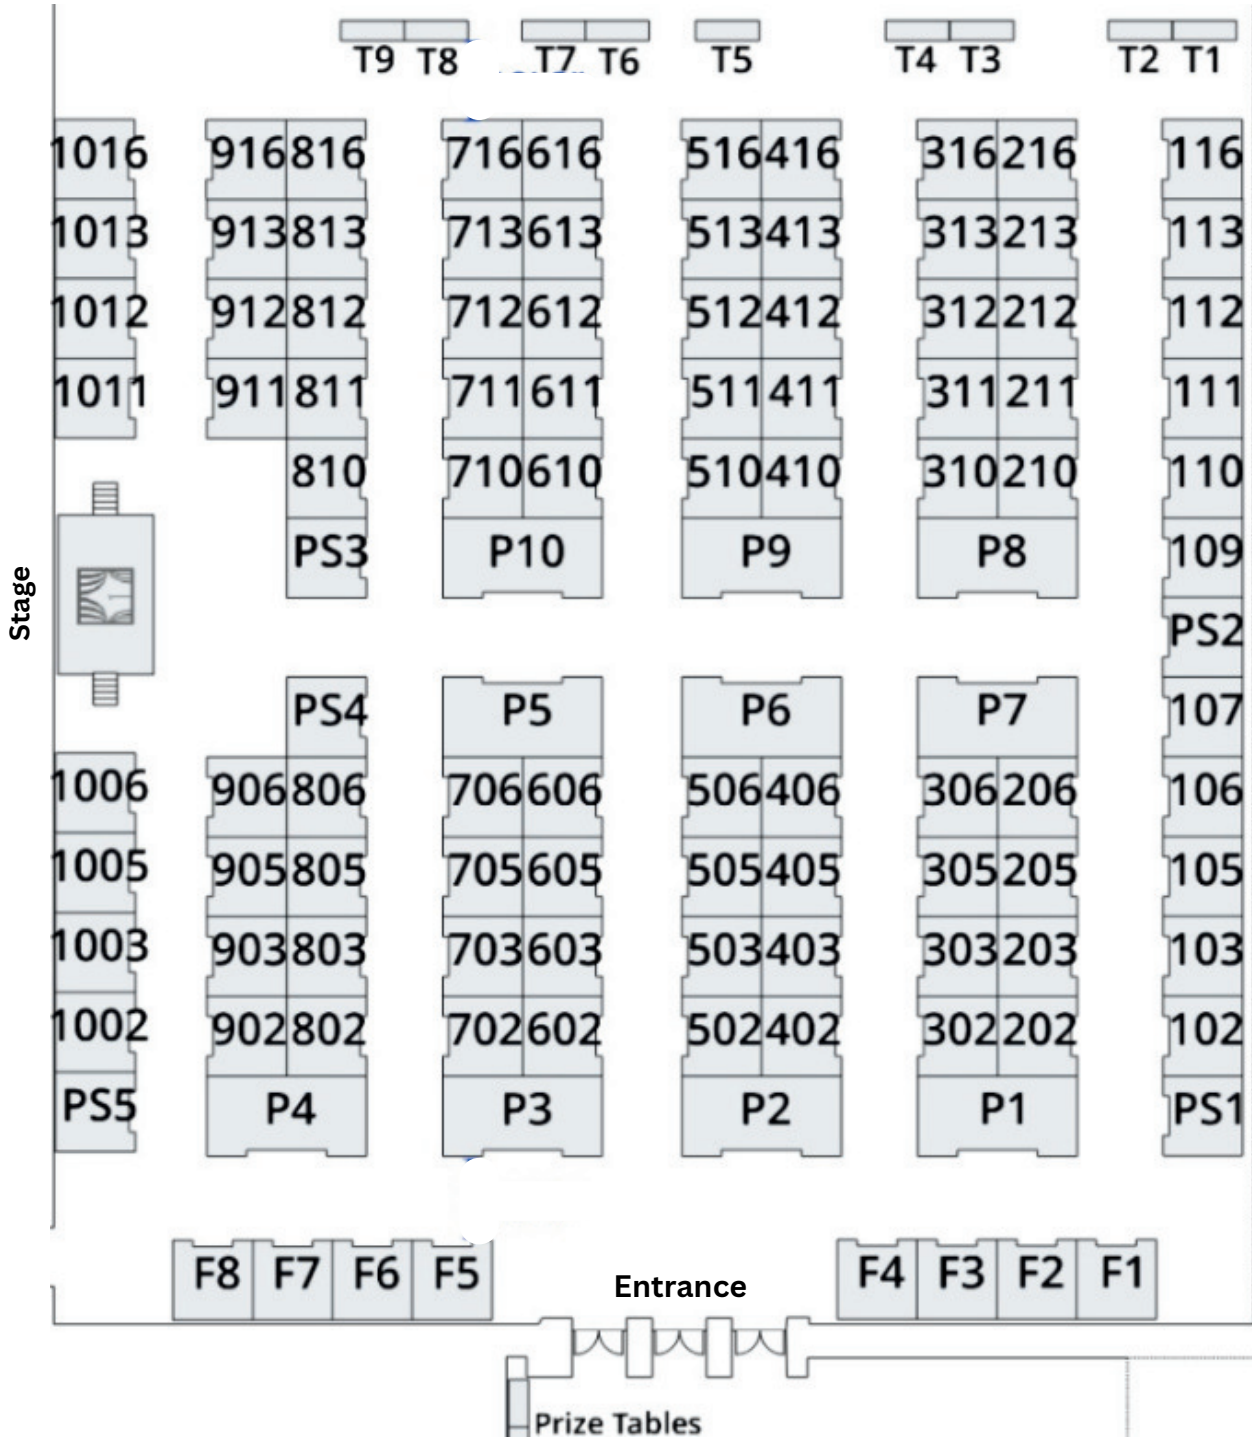 T9 T8 T7 T6 T5 T4 T3 T2 T1
1016 916 816 716 616 516 416 316 216 116
1013 913 813 713 613 513 413 313 213 113
1012 912 812 712 612 512 412 312 212 112
1011 911 811 711 611 511 411 311 211 111
810 710 610 510 410 310 210 110
PS3 P10 P9 P8 109
Stage
PS2
PS4 P5 P6 P7 107
1006 906 806 706 606 506 406 306 206 106
1005 905 805 705 605 505 405 305 205 105
1003 903 803 703 603 503 403 303 203 103
1002 902 802 702 602 502 402 302 202 102
PS5 P4 P3 P2 P1 PS1
F8 F7 F6 F5 F4 F3 F2 F1
Entrance
Prize Tables